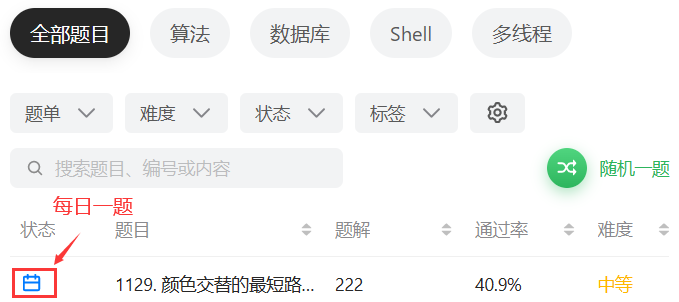 全部题目 算法 数据库 Shell 多线程
题单 难度 状态 标签
搜索题目、编号或内容 随机一题
每日一题
状态 题目 题解 通过率 难度
1129. 颜色交替的最短路... 222 40.9% 中等